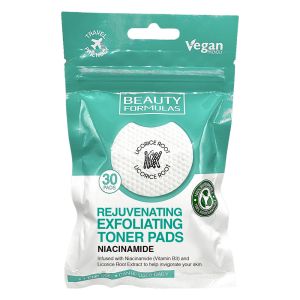 TRAVEL
FRIENDLY
Vegan
BEAUTY
FORMULAS
LICORICE ROOT
LICORICE ROOT
30
PADS
REJUVENATING
EXFOLIATING
TONER PADS
NIACINAMIDE
Infused with Niacinamide (Vitamin B3) and
Licorice Root Extract to help invigorate your skin